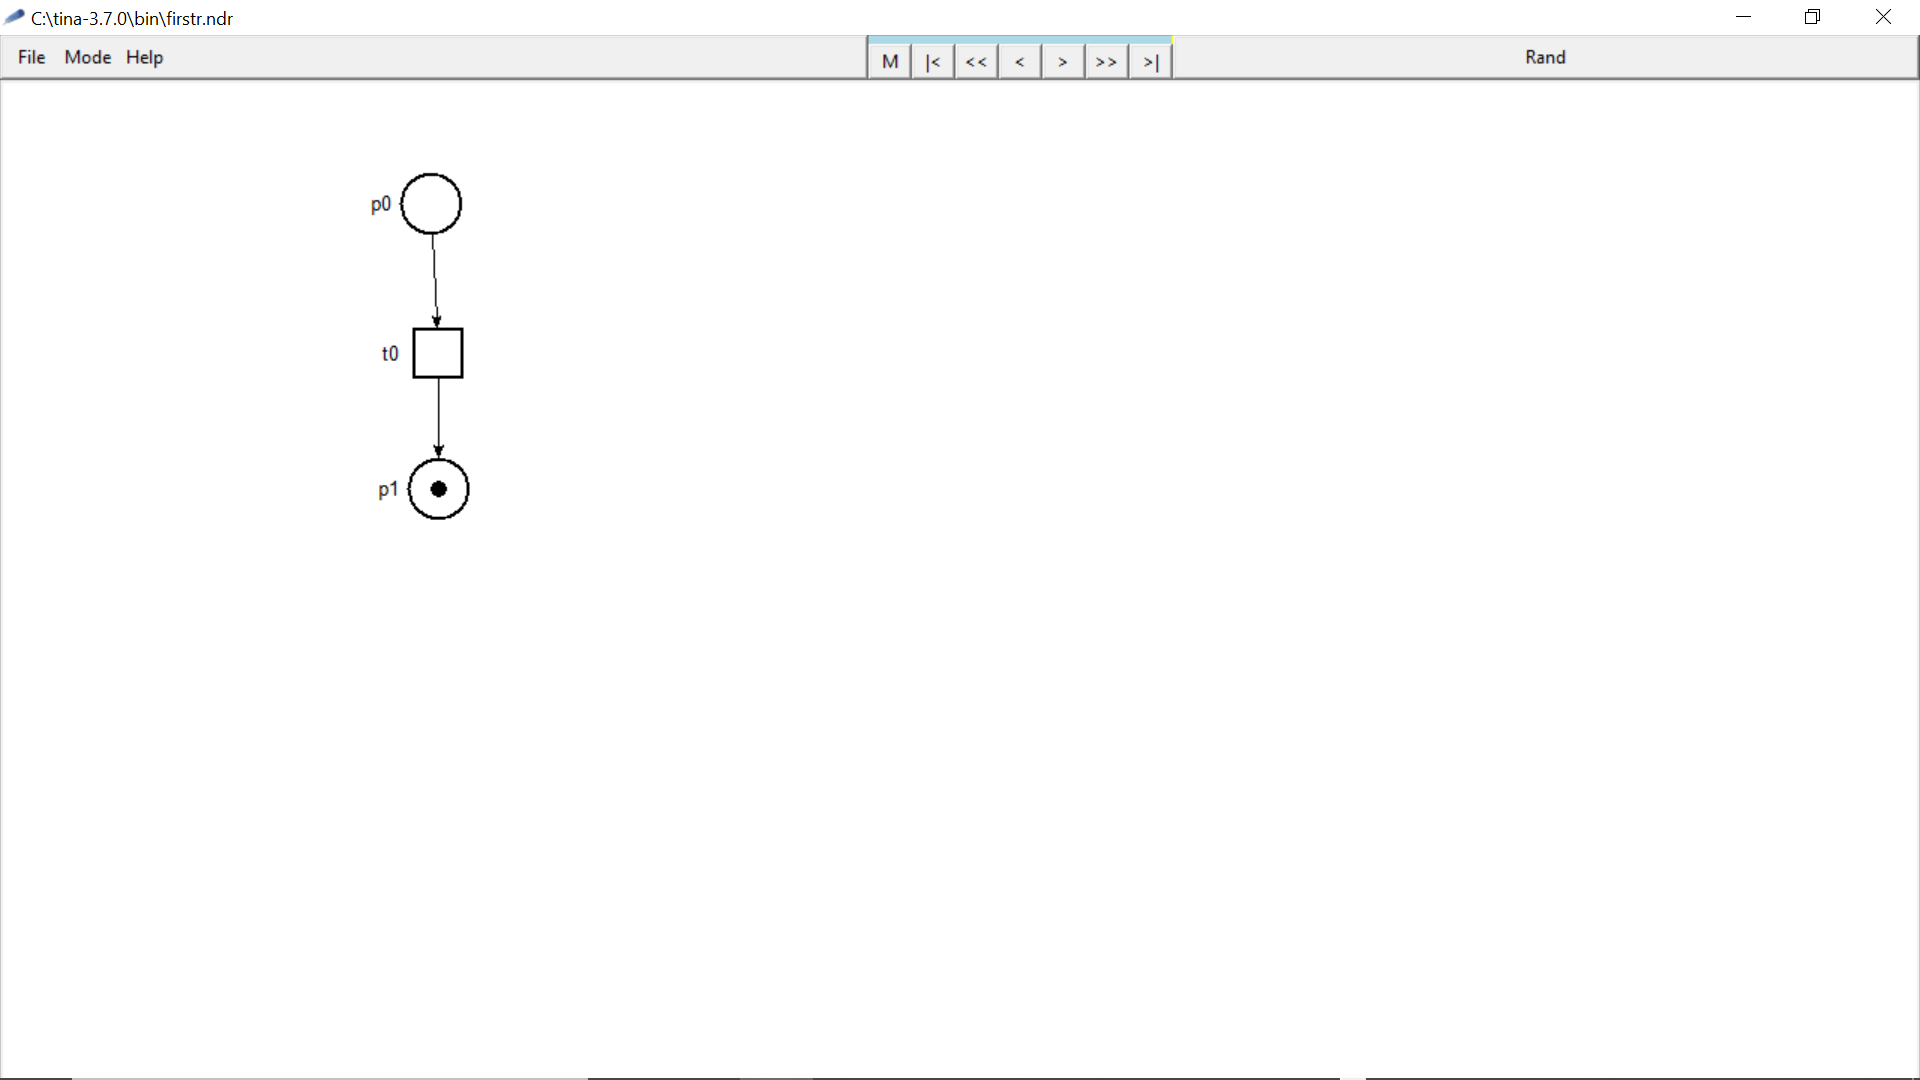 C:\tina-3.7.0\bin\firstr.ndr
File Mode Help M |< << < > >> >| Rand
p0
t0
p1